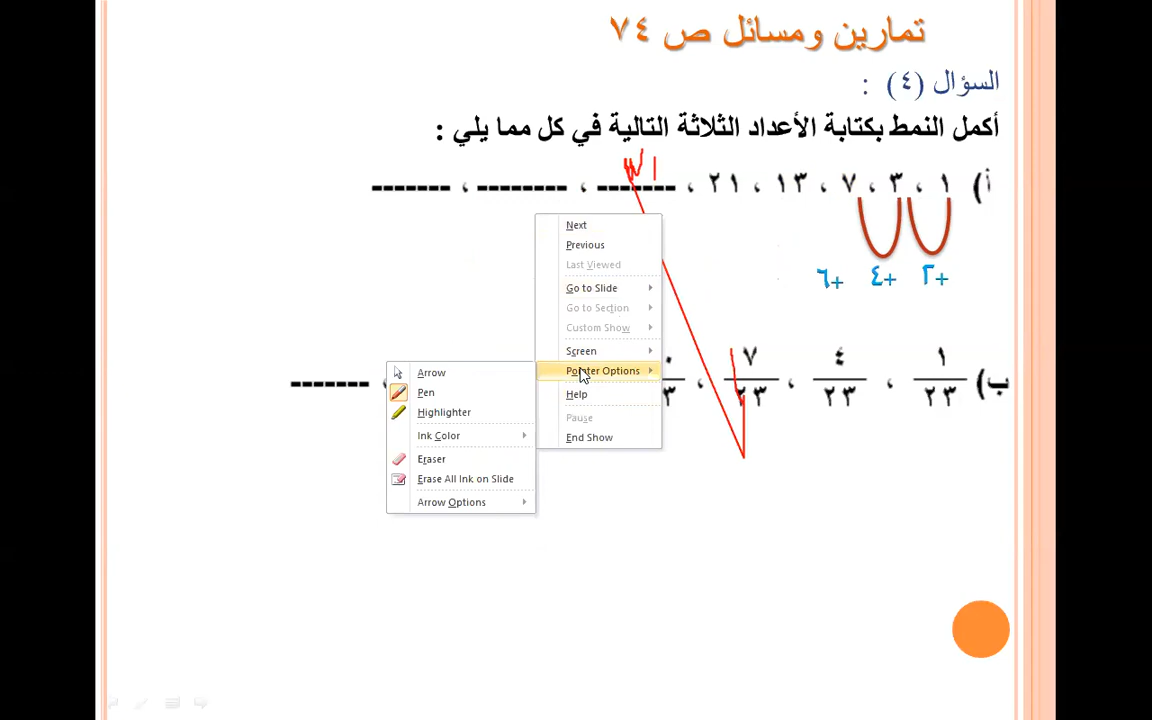 تمارين ومسائل ص ٧٤
السؤال (٤) :
أكمل النمط بكتابة الأعداد الثلاثة التالية في كل مما يلي :
أ) ١ ، ٣ ، ٧ ، ١٣ ، ٢١ ، ------- ، -------- ، -------
+٢ +٤ +٦
ب) ١/٢٣ ، ٤/٢٣ ، ٧/٢٣ ، -------
Next
Previous
Last Viewed
Go to Slide
Go to Section
Custom Show
Screen
Pointer Options
Help
Pause
End Show
Arrow
Pen
Highlighter
Ink Color
Eraser
Erase All Ink on Slide
Arrow Options